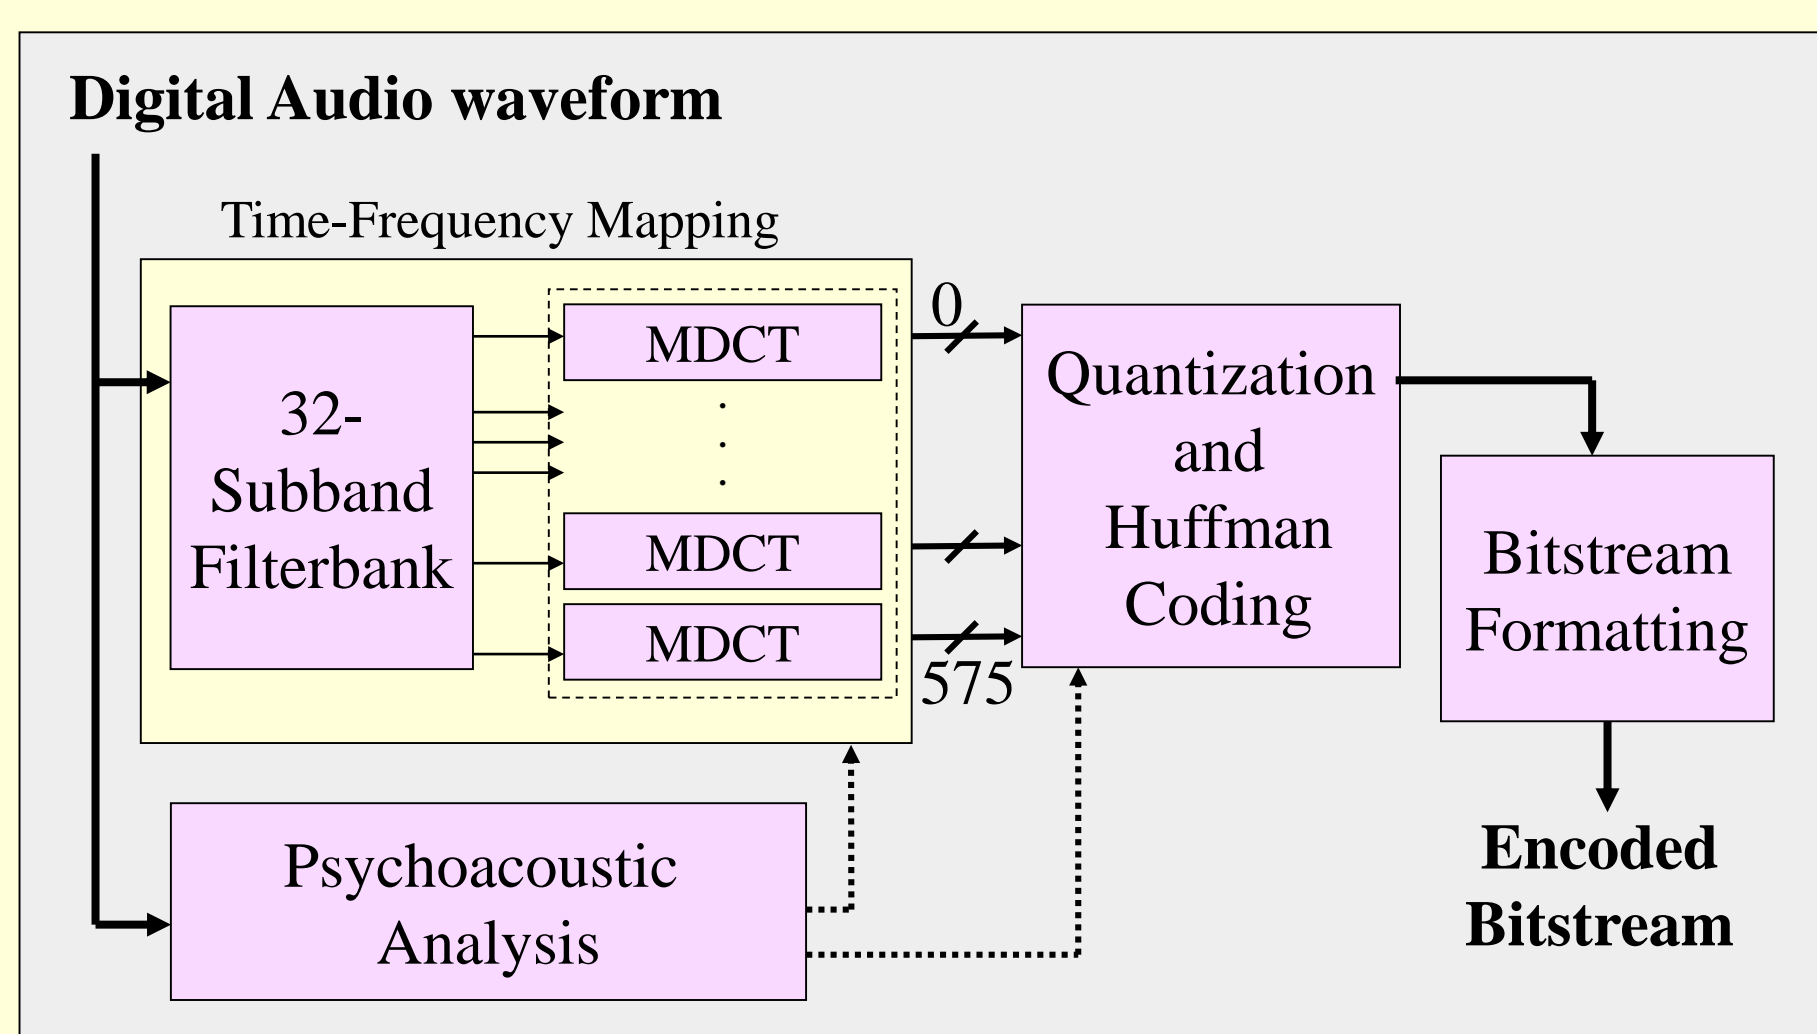 Digital Audio waveform
Time-Frequency Mapping
32-
Subband
Filterbank
MDCT
.
.
.
MDCT
MDCT
0
575
Quantization
and
Huffman
Coding
Bitstream
Formatting
Psychoacoustic
Analysis
Encoded
Bitstream